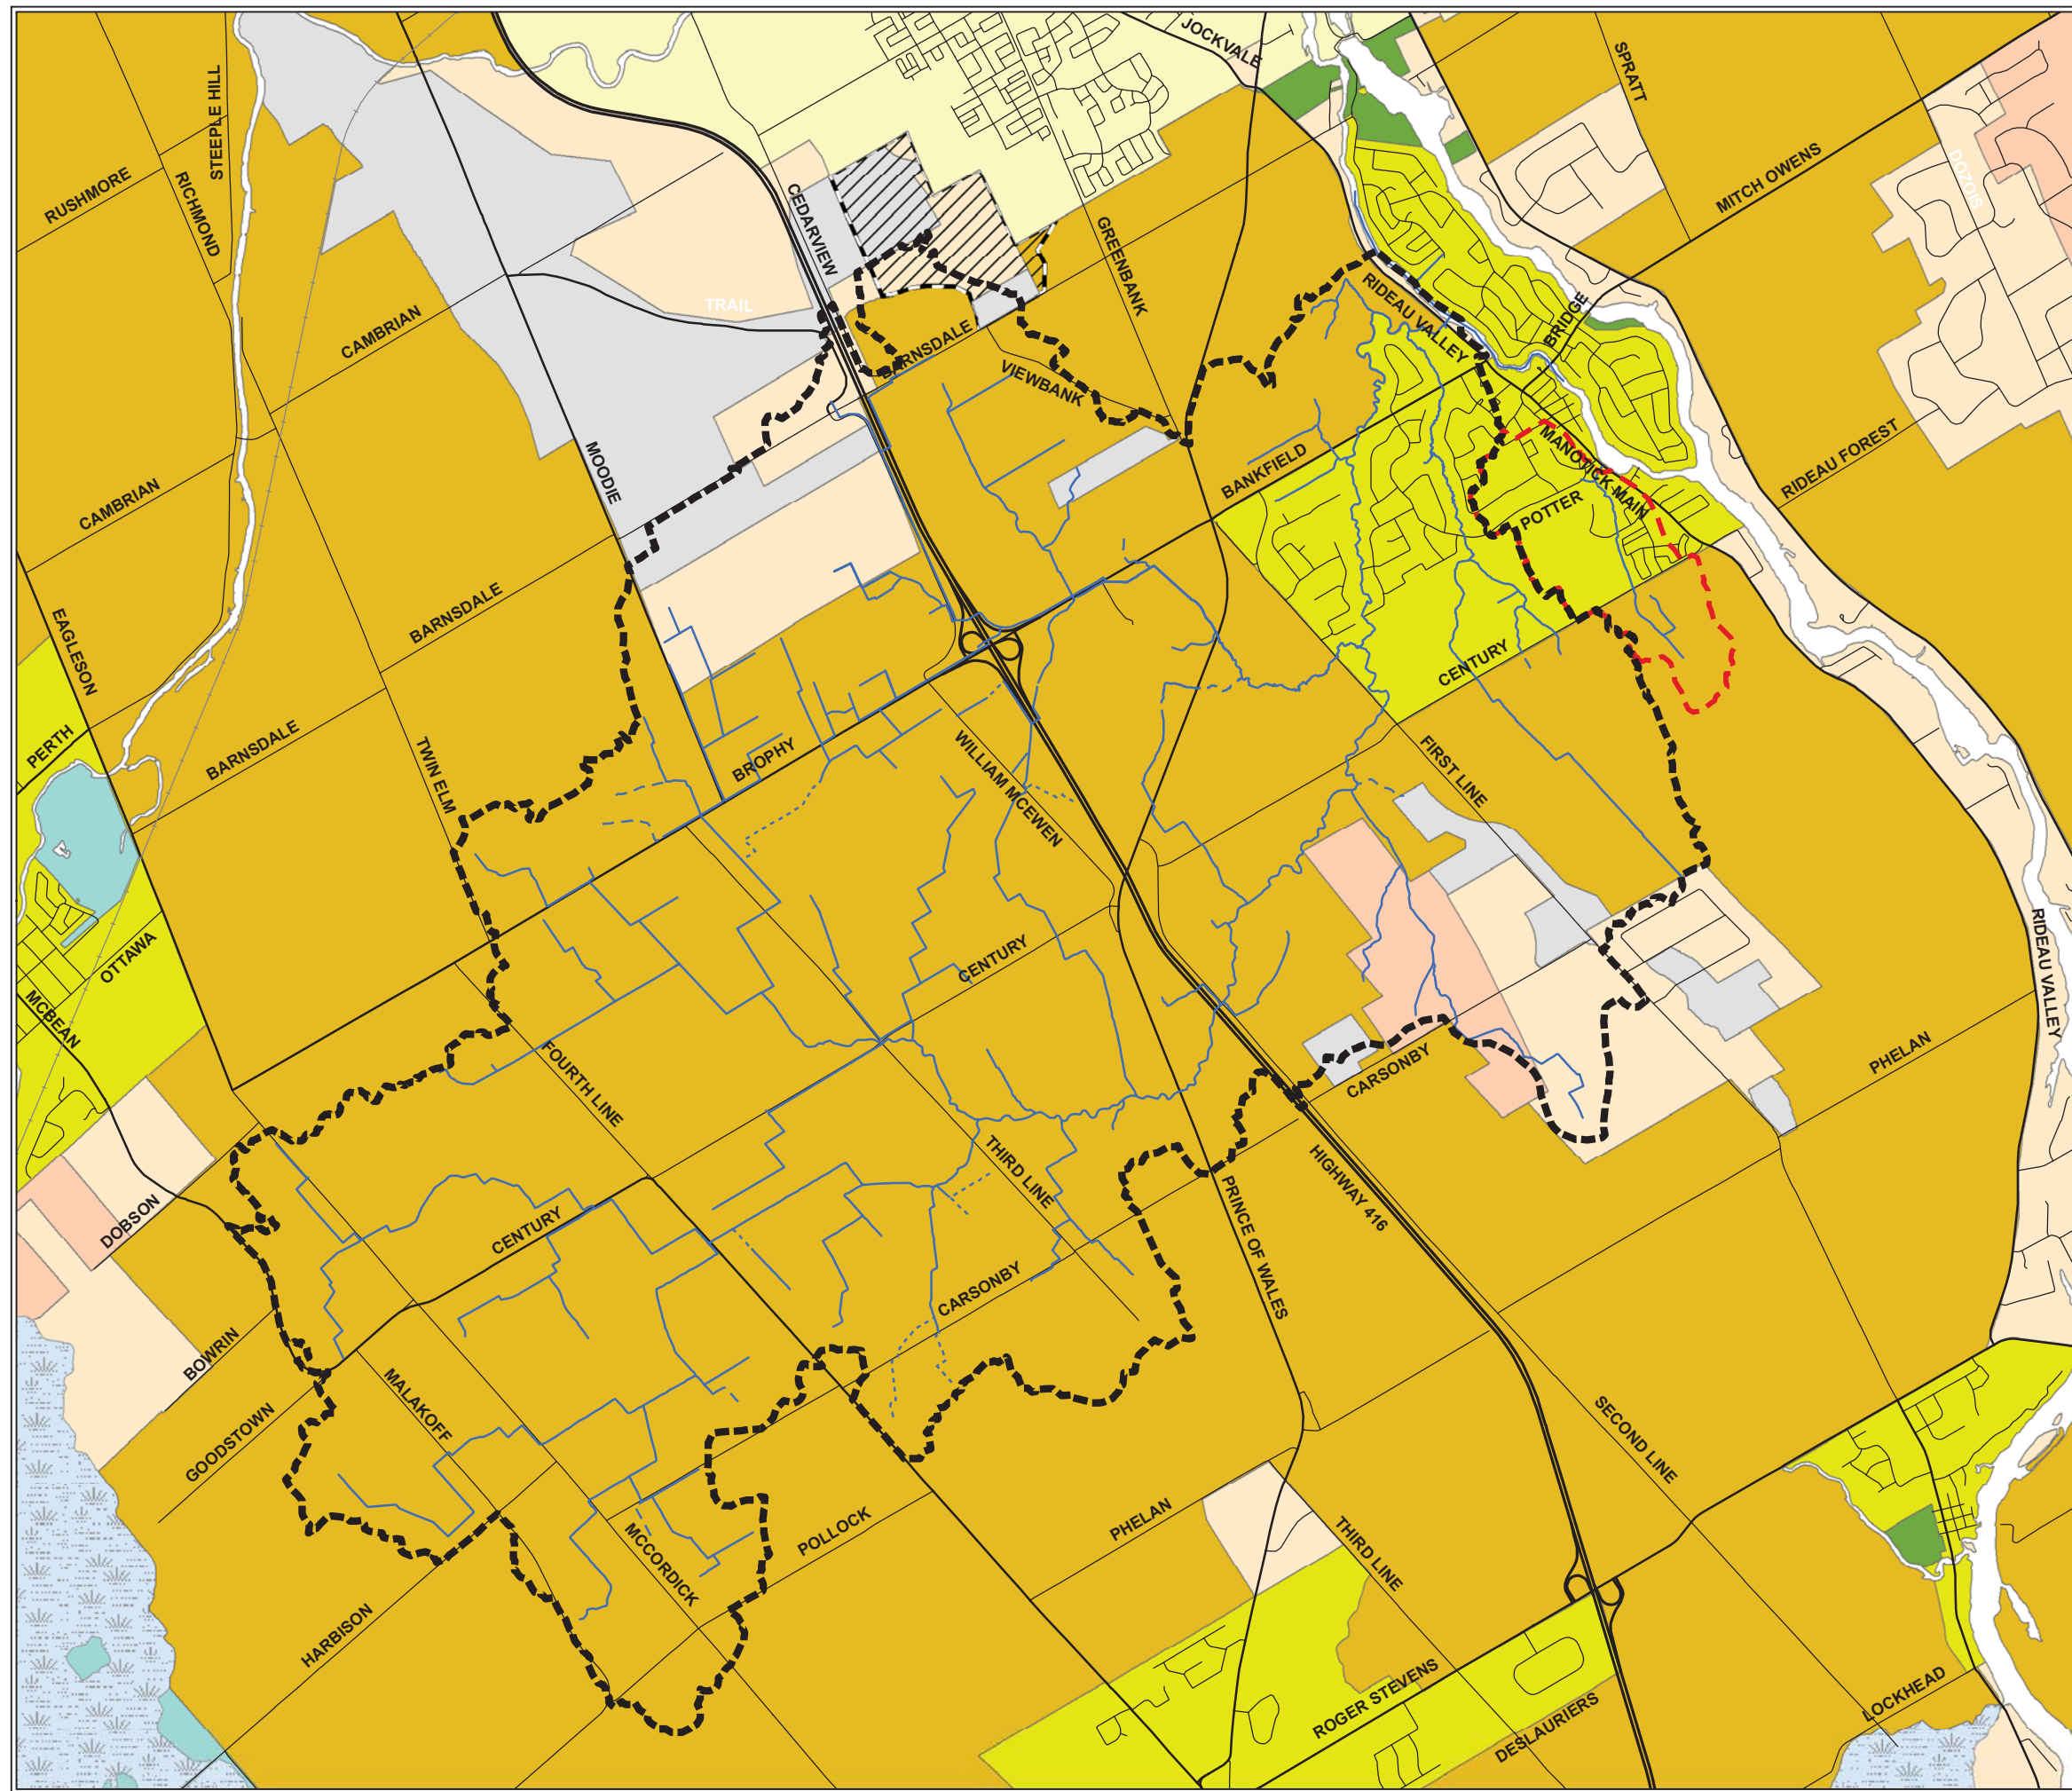 JOCKVALE
SPRATT
STEEPLE HILL
RUSHMORE
RICHMOND
MITCH OWENS
DOZOIS
CEDARVIEW
GREENBANK
TRAIL
CAMBRIAN
RIDEAU VALLEY
BRIDGE
BARNSDALE
VIEWBANK
MOODIE
BANKFIELD
MANOTICK MAIN
RIDEAU FOREST
CAMBRIAN
POTTER
EAGLESON
BARNSDALE
CENTURY
PERTH
BARNSDALE
TWIN ELM
BROPHY
WILLIAM MCEWEN
FIRST LINE
OTTAWA
CENTURY
RIDEAU VALLEY
MCBEAN
FOURTH LINE
CARSONBY
PHELAN
DOBSON
THIRD LINE
HIGHWAY 416
PRINCE OF WALES
CENTURY
CARSONBY
BOWRIN
GOODSTOWN
MALAKOFF
SECOND LINE
MCCORDICK
POLLOCK
PHELAN
THIRD LINE
HARBISON
ROGER STEVENS
DESLAURIERS
LOCKHEAD